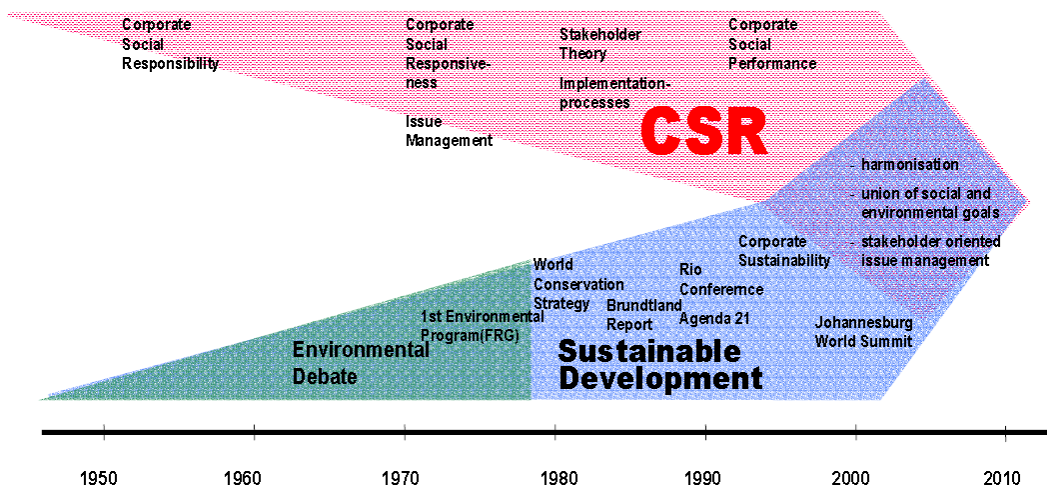 Corporate
Social
Responsibility
Corporate
Social
Responsive-
ness
Issue
Management
Stakeholder
Theory
Implementation-
processes
Corporate
Social
Performance
CSR
- harmonisation
- union of social and
environmental goals
- stakeholder oriented
issue management
Corporate
Sustainability
World
Conservation
Strategy
Rio
Conference
Brundtland
Report
Agenda 21
1st Environmental
Program(FRG)
Johannesburg
World Summit
Environmental
Debate
Sustainable
Development
1950 1960 1970 1980 1990 2000 2010